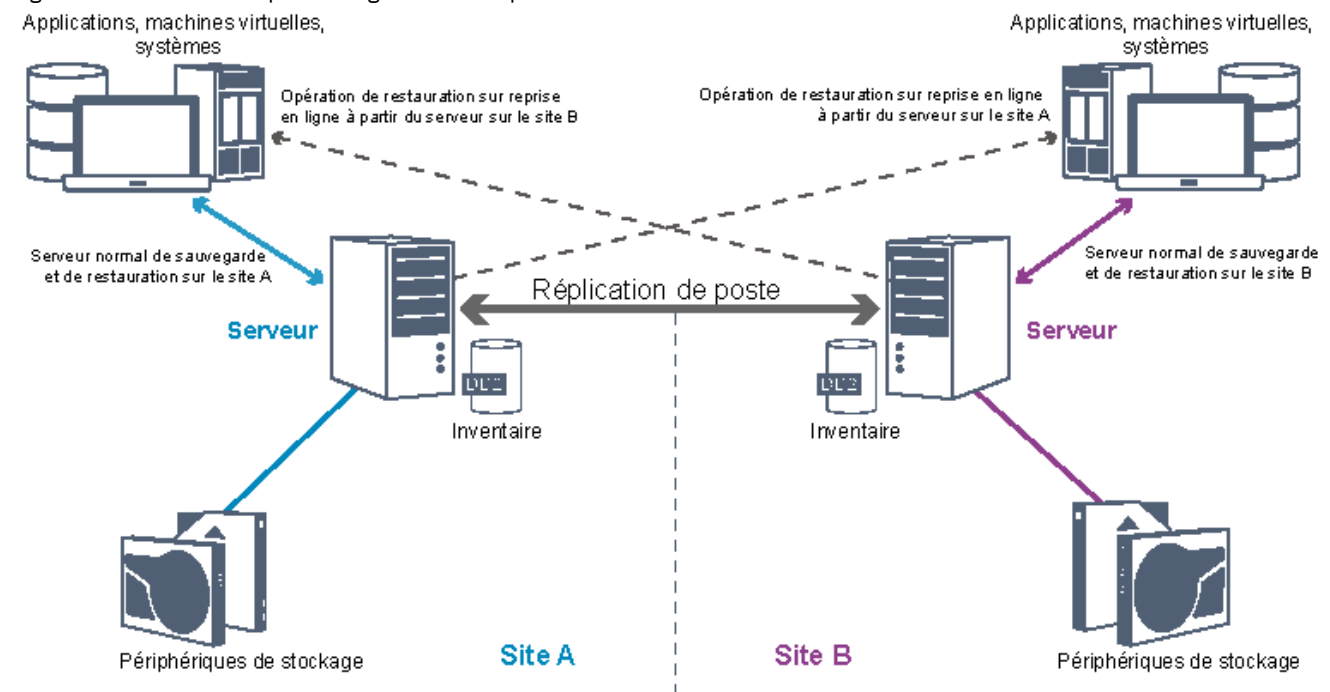 Applications, machines virtuelles,
systèmes
Applications, machines virtuelles,
systèmes
Opération de restauration sur reprise
en ligne à partir du serveur sur le site B
Opération de restauration sur reprise en ligne
à partir du serveur sur le site A
Serveur normal de sauvegarde
et de restauration sur le site A
Serveur normal de sauvegarde
et de restauration sur le site B
Réplication de poste
Serveur
Serveur
DB2
DB2
Inventaire
Inventaire
Site A
Site B
Périphériques de stockage
Périphériques de stockage